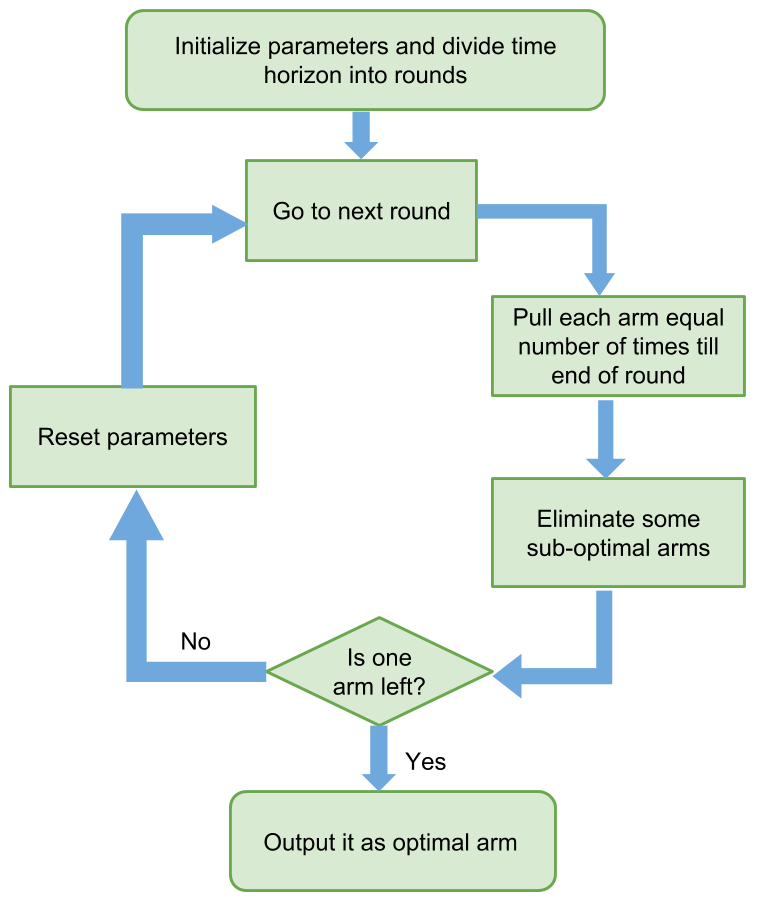 Initialize parameters and divide time
horizon into rounds
Go to next round
Pull each arm equal
number of times till
end of round
Reset parameters
Eliminate some
sub-optimal arms
No
Is one
arm left?
Yes
Output it as optimal arm